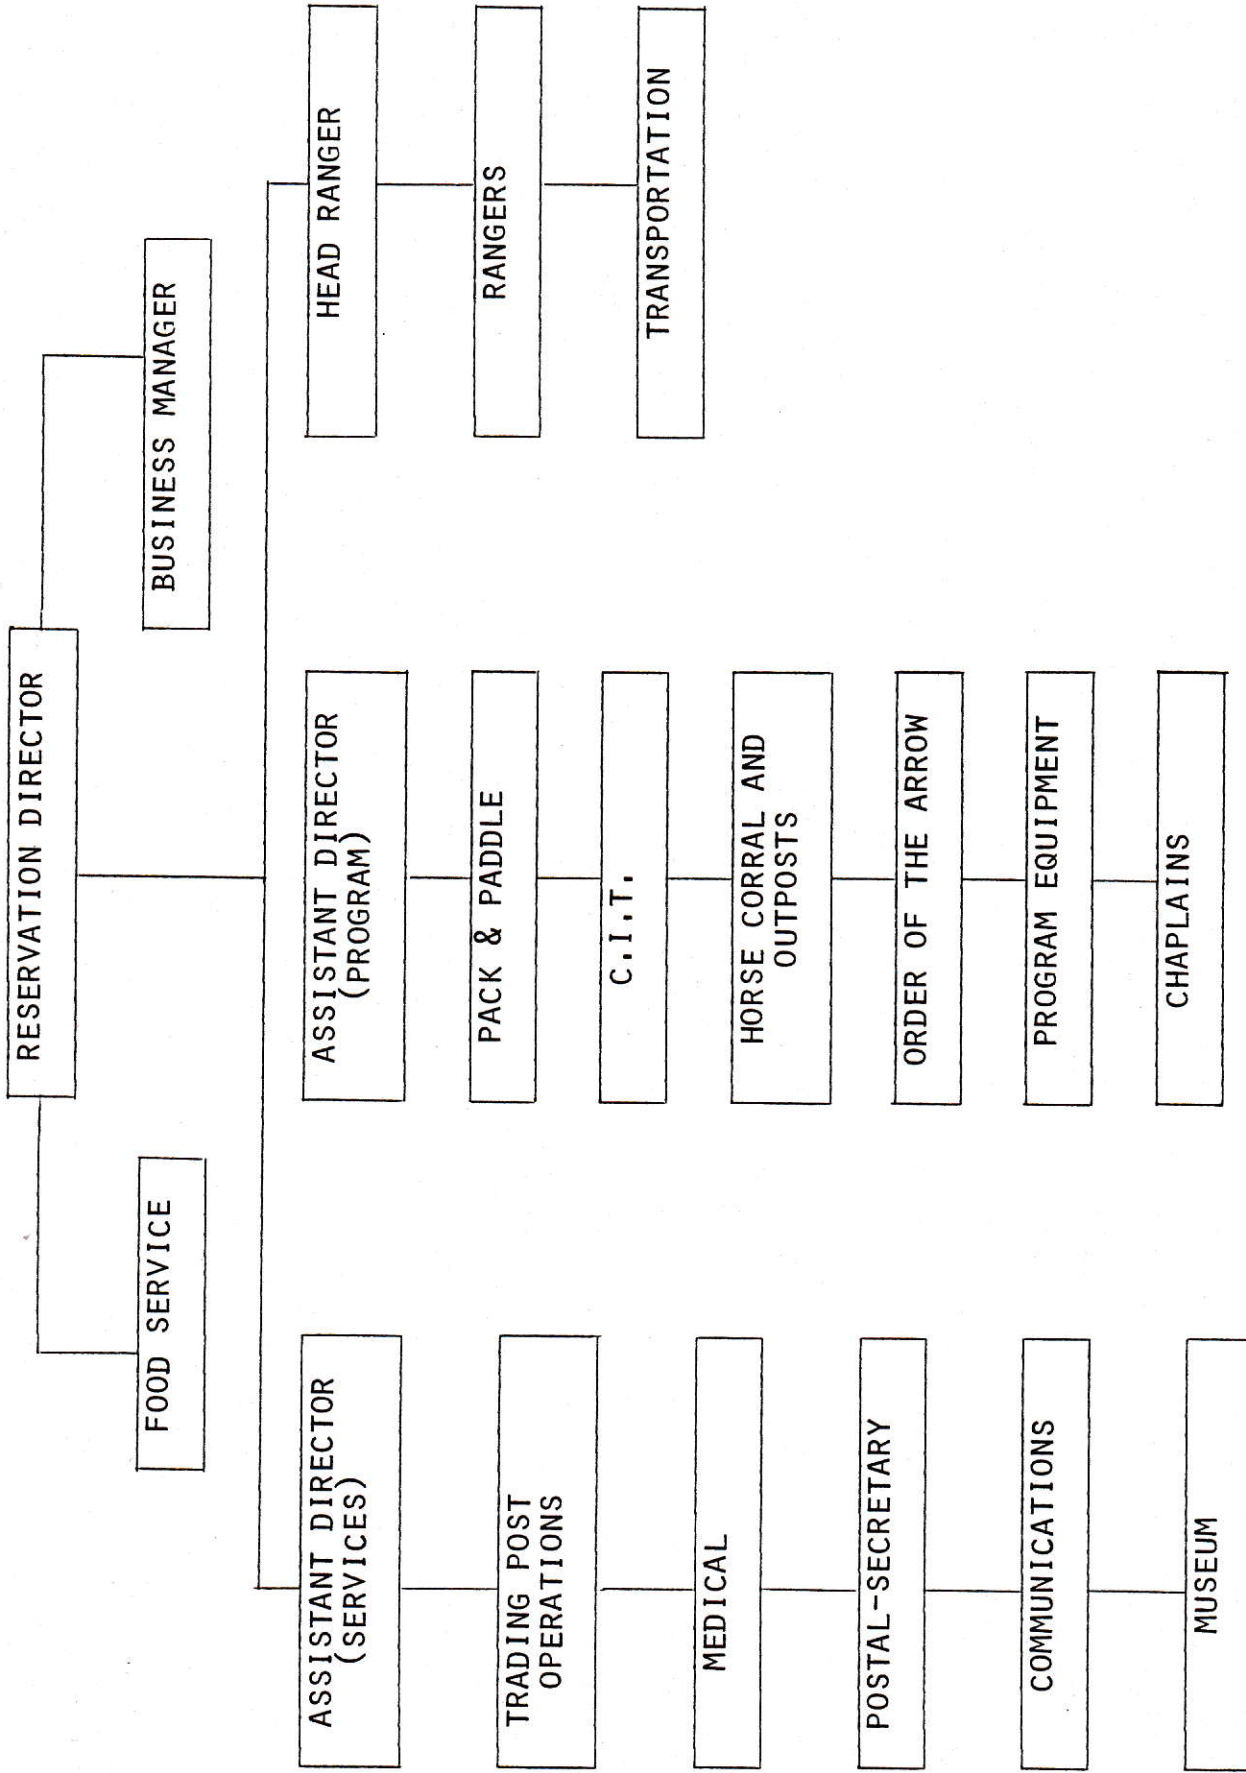 RESERVATION DIRECTOR
FOOD SERVICE
BUSINESS MANAGER
ASSISTANT DIRECTOR
(SERVICES)
TRADING POST
OPERATIONS
MEDICAL
POSTAL-SECRETARY
COMMUNICATIONS
MUSEUM
ASSISTANT DIRECTOR
(PROGRAM)
PACK & PADDLE
C.I.T.
HORSE CORRAL AND
OUTPOSTS
ORDER OF THE ARROW
PROGRAM EQUIPMENT
CHAPLAINS
HEAD RANGER
RANGERS
TRANSPORTATION